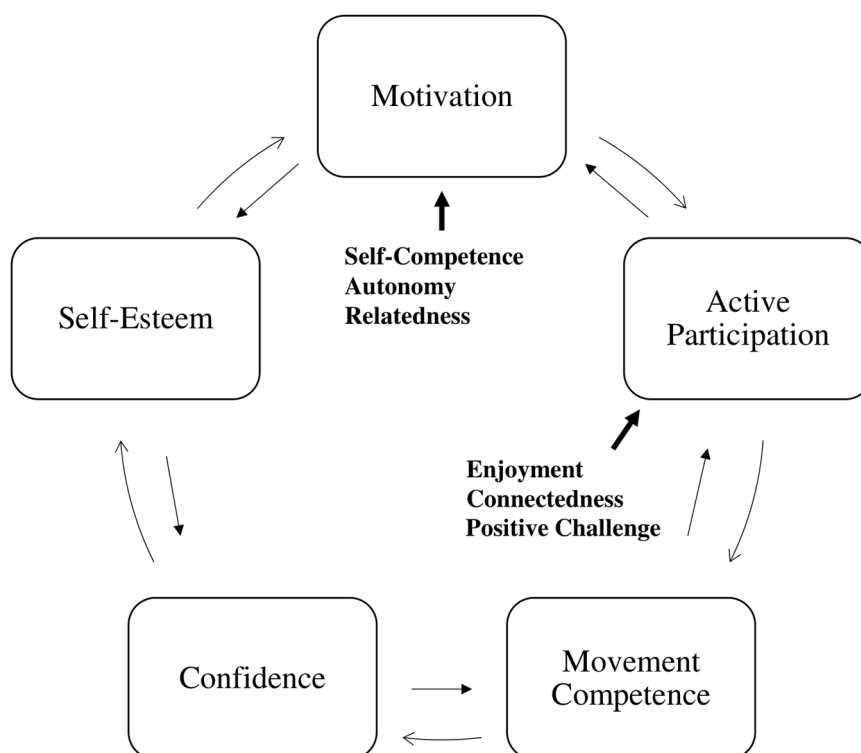 Motivation
Self-Competence
Autonomy
Relatedness
Self-Esteem
Active
Participation
Enjoyment
Connectedness
Positive Challenge
Confidence
Movement
Competence